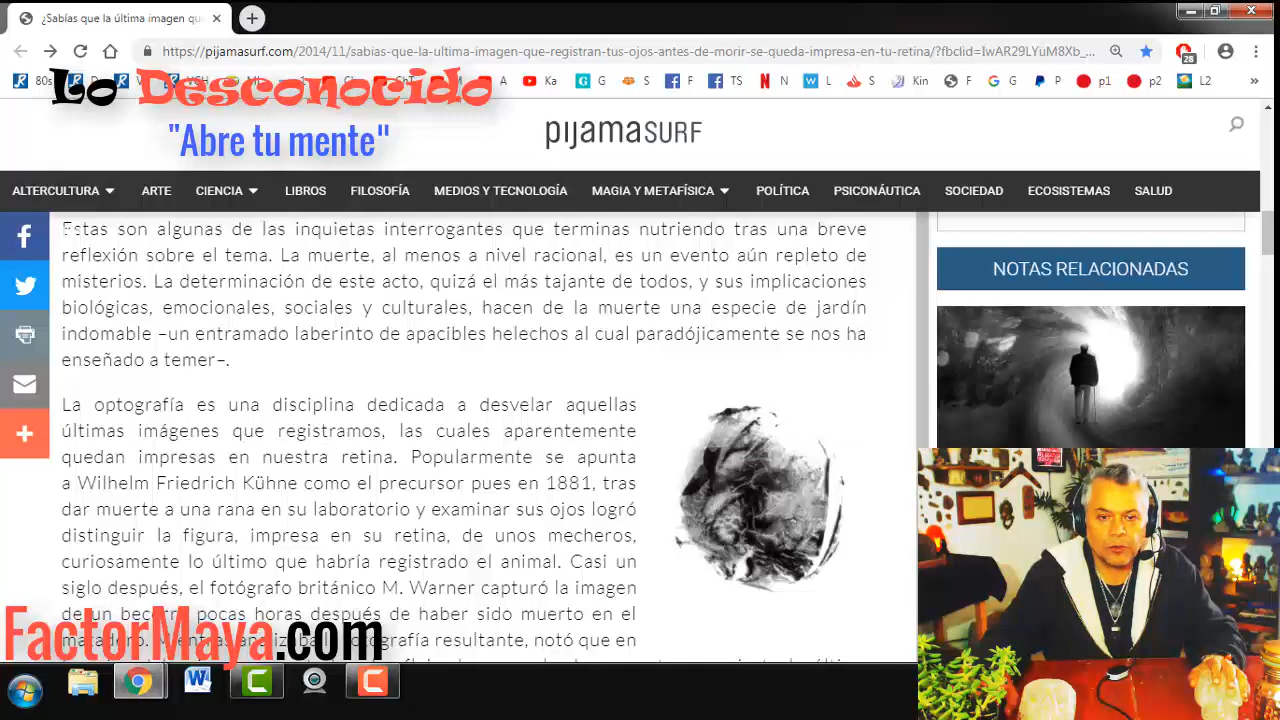 ¿Sabías que la última imagen que
https://pijamasurf.com/2014/11/sabias-que-la-ultima-imagen-que-registran-tus-ojos-antes-de-morir-se-queda-impresa-en-tu-retina/?fbclid=IwAR29LYuM8Xb_...
28
80s
Ka
G
S
F
TS
N
L
S
Kin
F
G
P
p1
p2
L2
Lo Desconocido
"Abre tu mente"
pijamaSURF
ALTERCULTURA ARTE CIENCIA LIBROS FILOSOFÍA MEDIOS Y TECNOLOGÍA MAGIA Y METAFÍSICA POLÍTICA PSICONÁUTICA SOCIEDAD ECOSISTEMAS SALUD
Estas son algunas de las inquietas interrogantes que terminas nutriendo tras una breve
reflexión sobre el tema. La muerte, al menos a nivel racional, es un evento aún repleto de
misterios. La determinación de este acto, quizá el más tajante de todos, y sus implicaciones
biológicas, emocionales, sociales y culturales, hacen de la muerte una especie de jardín
indomable –un entramado laberinto de apacibles helechos al cual paradójicamente se nos ha
enseñado a temer–.
NOTAS RELACIONADAS
La optografía es una disciplina dedicada a desvelar aquellas
últimas imágenes que registramos, las cuales aparentemente
quedan impresas en nuestra retina. Popularmente se apunta
a Wilhelm Friedrich Kühne como el precursor pues en 1881, tras
dar muerte a una rana en su laboratorio y examinar sus ojos logró
distinguir la figura, impresa en su retina, de unos mecheros,
curiosamente lo último que habría registrado el animal. Casi un
siglo después, el fotógrafo británico M. Warner capturó la imagen
de un becerro pocas horas después de haber sido muerto en el
resultante, notó que en
FactorMaya.com